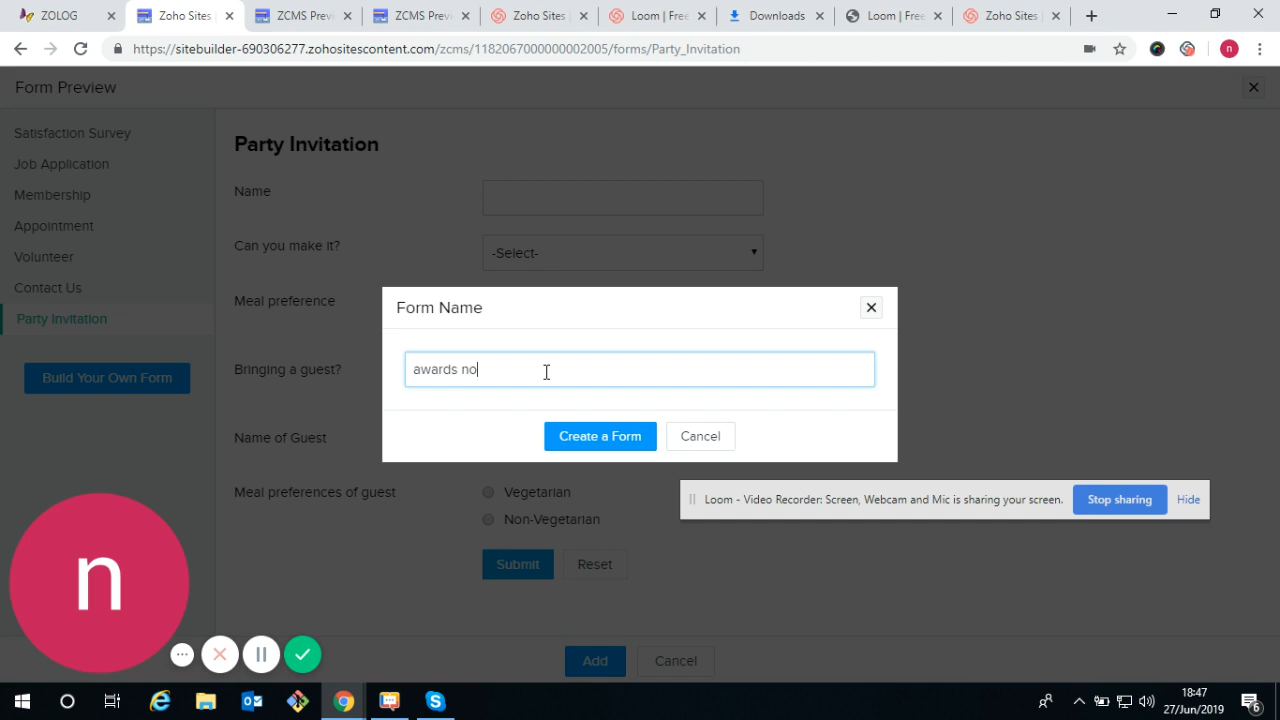 ZOLOG
Zoho Sites
ZCMS Prev
ZCMS Prev
Zoho Sites
Loom | Free
Downloads
Loom | Free
Zoho Sites
https://sitebuilder-690306277.zohositescontent.com/zcms/1182067000000002005/forms/Party_Invitation
n
Form Preview
Satisfaction Survey
Job Application
Membership
Appointment
Volunteer
Contact Us
Party Invitation
Build Your Own Form
Party Invitation
Name
Can you make it?
-Select-
Meal preference
Bringing a guest?
Name of Guest
Meal preferences of guest
Vegetarian
Non-Vegetarian
Submit
Reset
Add
Cancel
Form Name
awards no
Create a Form
Cancel
Loom - Video Recorder: Screen, Webcam and Mic is sharing your screen.
Stop sharing
Hide
n
18:47
27/Jun/2019
6